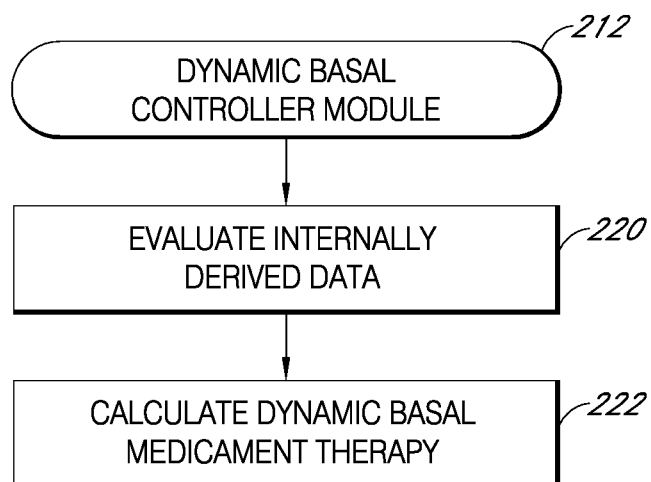 212
DYNAMIC BASAL
CONTROLLER MODULE
220
EVALUATE INTERNALLY
DERIVED DATA
222
CALCULATE DYNAMIC BASAL
MEDICAMENT THERAPY